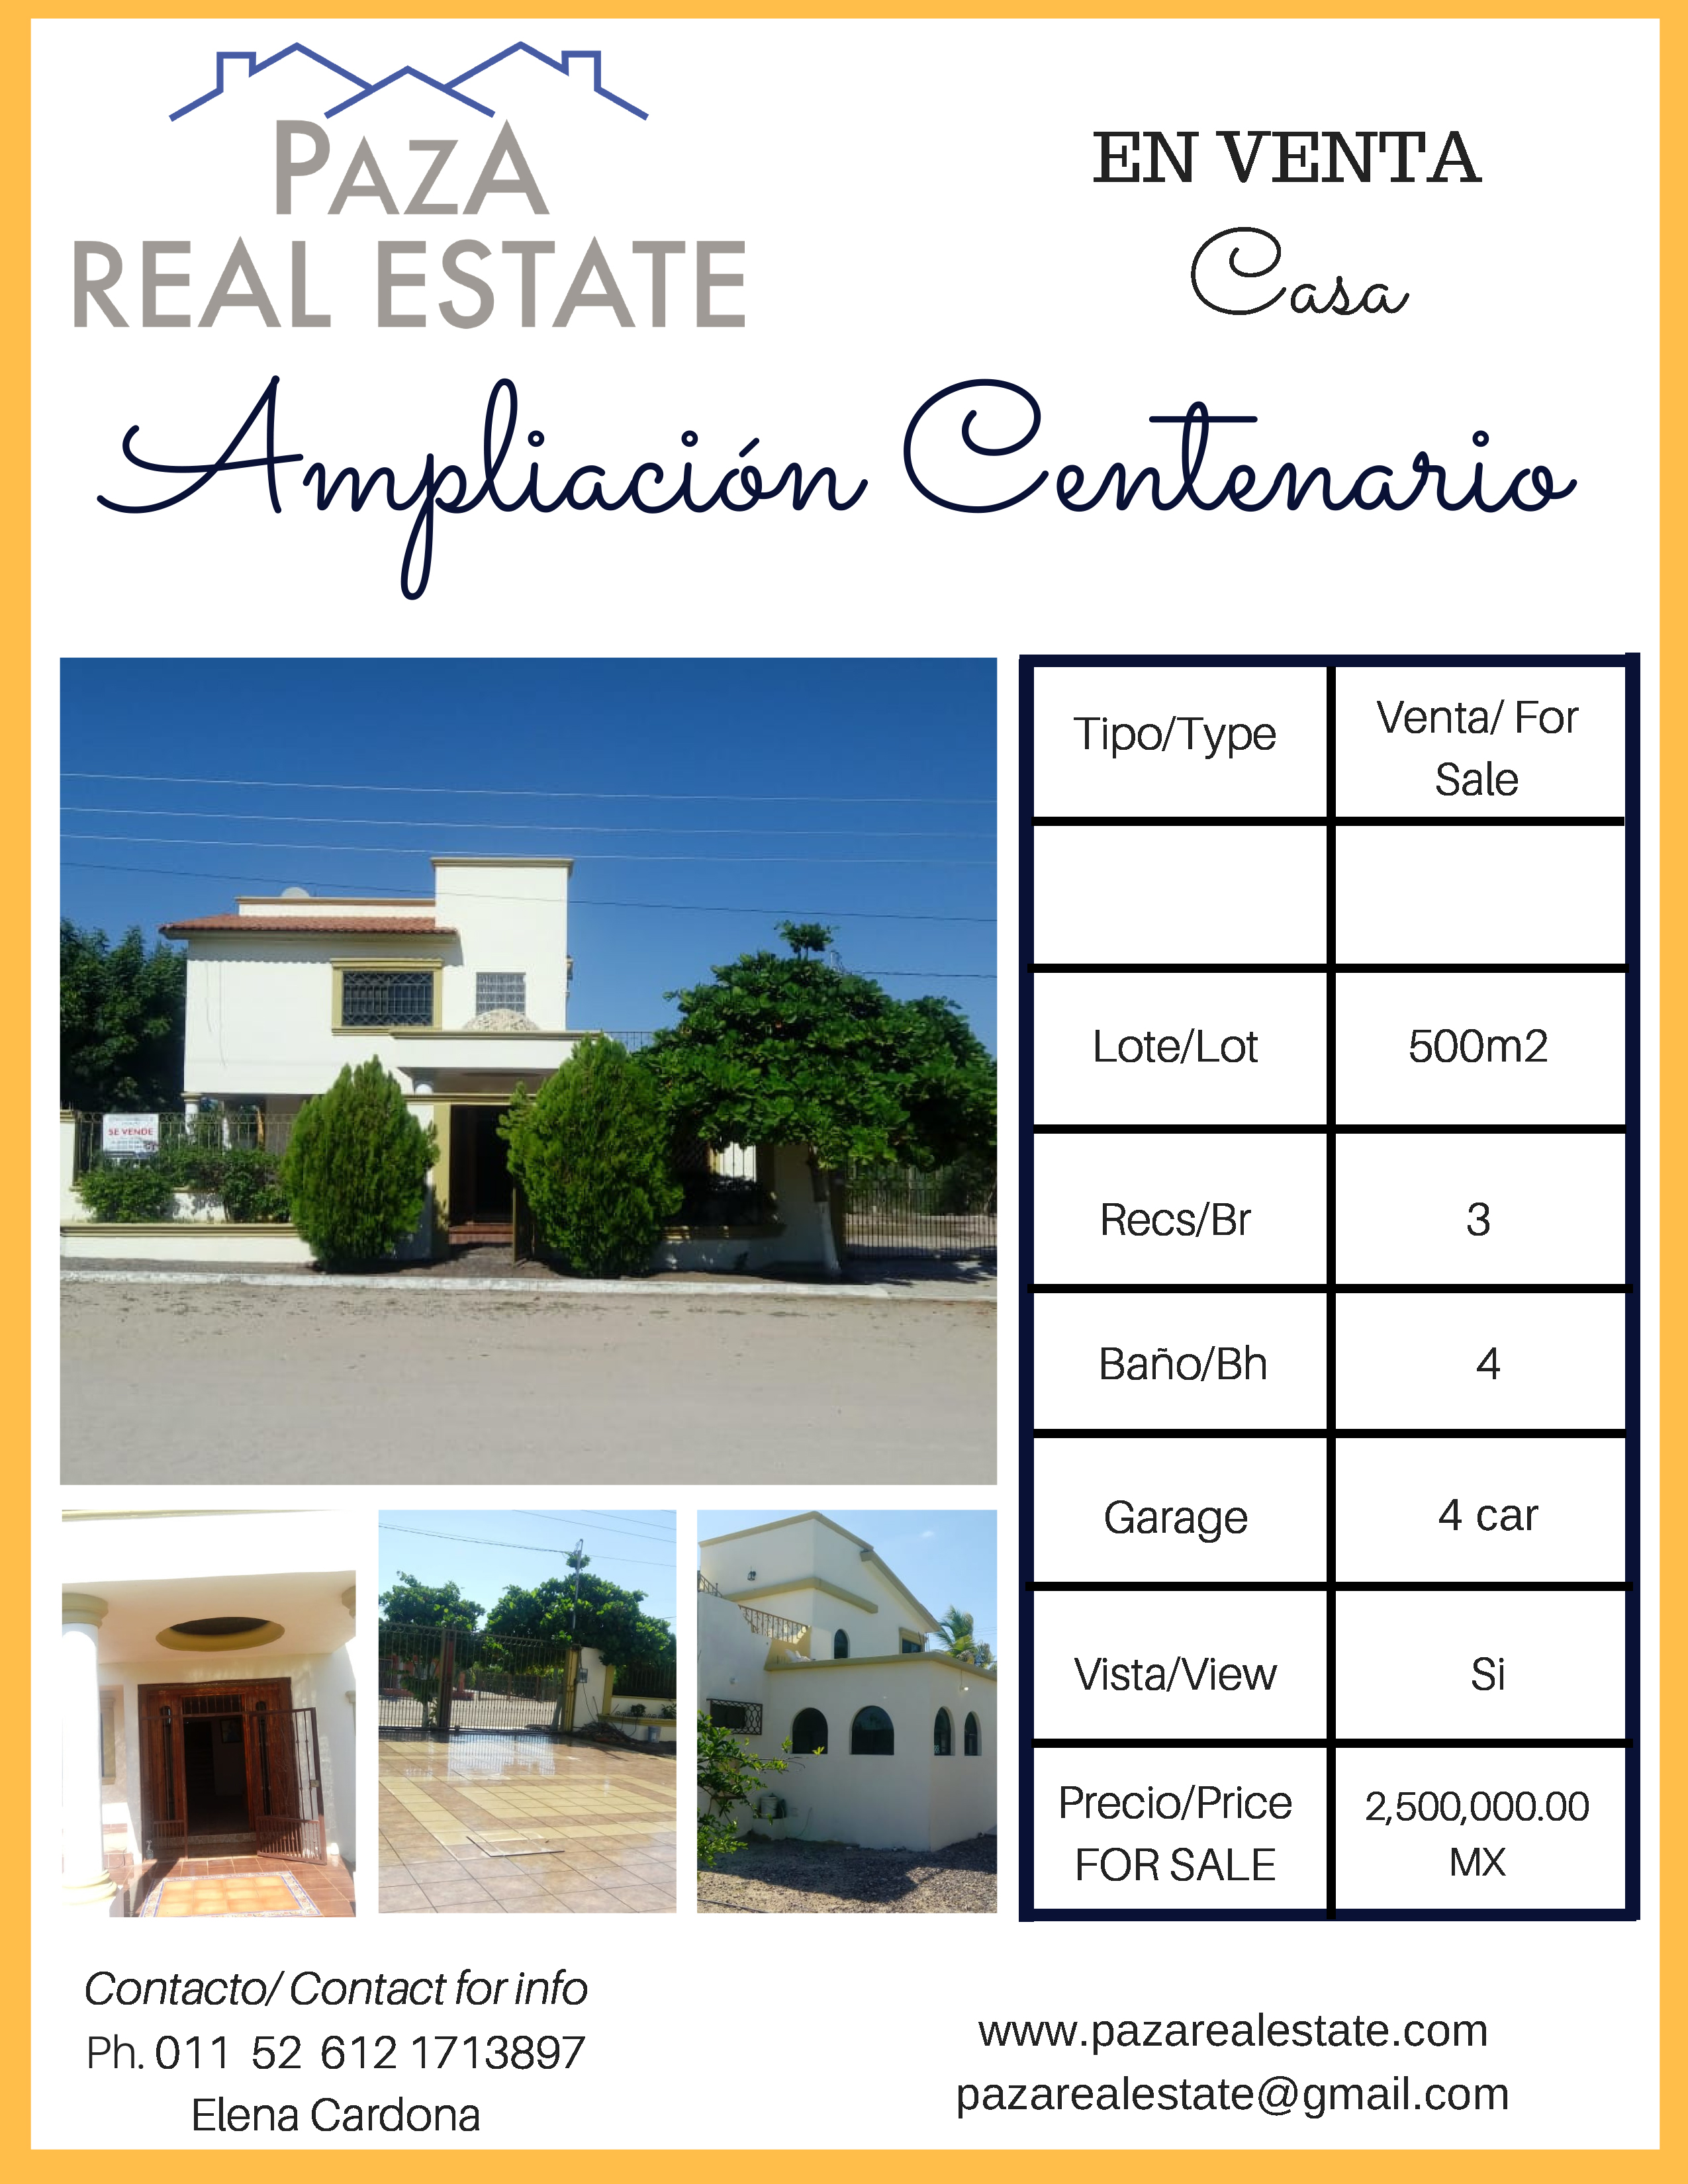 PAZA
REAL ESTATE
EN VENTA
Casa
Ampliación Centenario
Tipo/Type
Venta/ For
Sale
Lote/Lot
500m2
Recs/Br
3
Baño/Bh
4
Garage
4 car
Vista/View
Si
Precio/Price
FOR SALE
2,500,000.00
MX
SE VENDE
Contacto/ Contact for info
Ph. 011 52 612 1713897
Elena Cardona
www.pazarealestate.com
pazarealestate@gmail.com